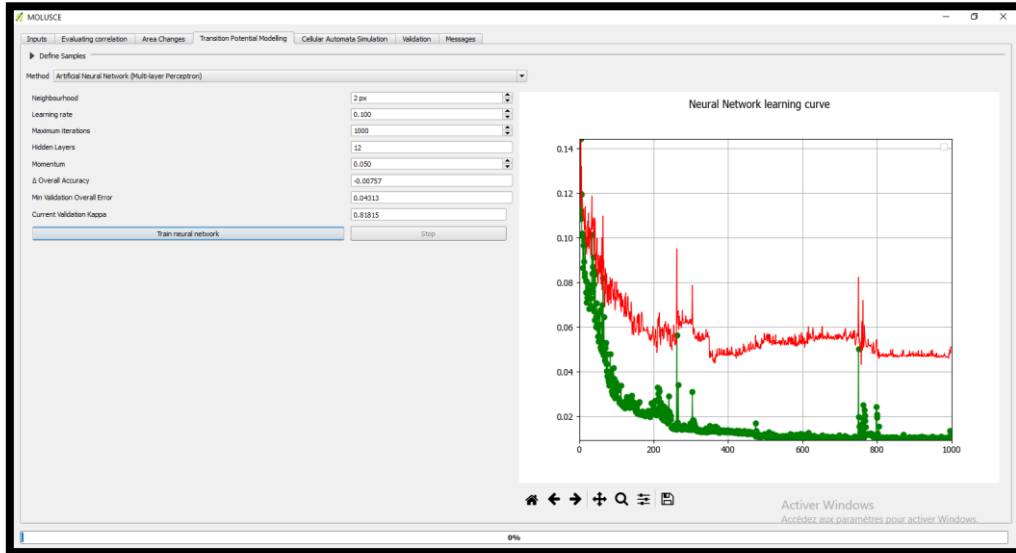 MOLUSCE
Inputs Evaluating correlation Area Changes Transition Potential Modelling Cellular Automata Simulation Validation Messages
Define Samples
Method Artificial Neural Network (Multi-layer Perceptron)
Neighbourhood 2 px
Learning rate 0.100
Maximum iterations 1000
Hidden Layers 12
Momentum 0.050
Δ Overall Accuracy -0.00757
Min Validation Overall Error 0.04313
Current Validation Kappa 0.81815
Train neural network Stop
Neural Network learning curve
0.14
0.12
0.10
0.08
0.06
0.04
0.02
0 200 400 600 800 1000
Activer Windows
Accédez aux paramètres pour activer Windows.
0%